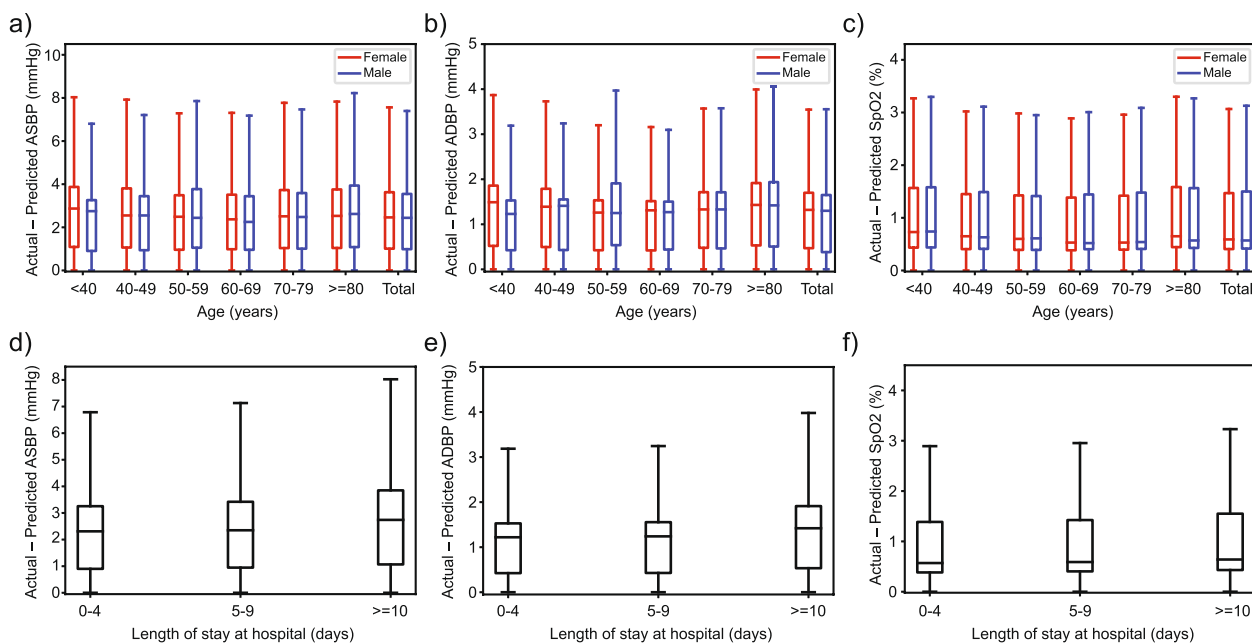 a)
Actual – Predicted ASBP (mmHg)
10
8
6
4
2
0
Female
Male
<40 40-49 50-59 60-69 70-79 >=80 Total
Age (years)
b)
Actual – Predicted ADBP (mmHg)
5
4
3
2
1
0
Female
Male
<40 40-49 50-59 60-69 70-79 >=80 Total
Age (years)
c)
Actual – Predicted SpO2 (%)
4
3
2
1
0
Female
Male
<40 40-49 50-59 60-69 70-79 >=80 Total
Age (years)
d)
Actual – Predicted ASBP (mmHg)
8
7
6
5
4
3
2
1
0
0-4 5-9 >=10
Length of stay at hospital (days)
e)
Actual – Predicted ADBP (mmHg)
5
4
3
2
1
0
0-4 5-9 >=10
Length of stay at hospital (days)
f)
Actual – Predicted SpO2 (%)
4
3
2
1
0
0-4 5-9 >=10
Length of stay at hospital (days)